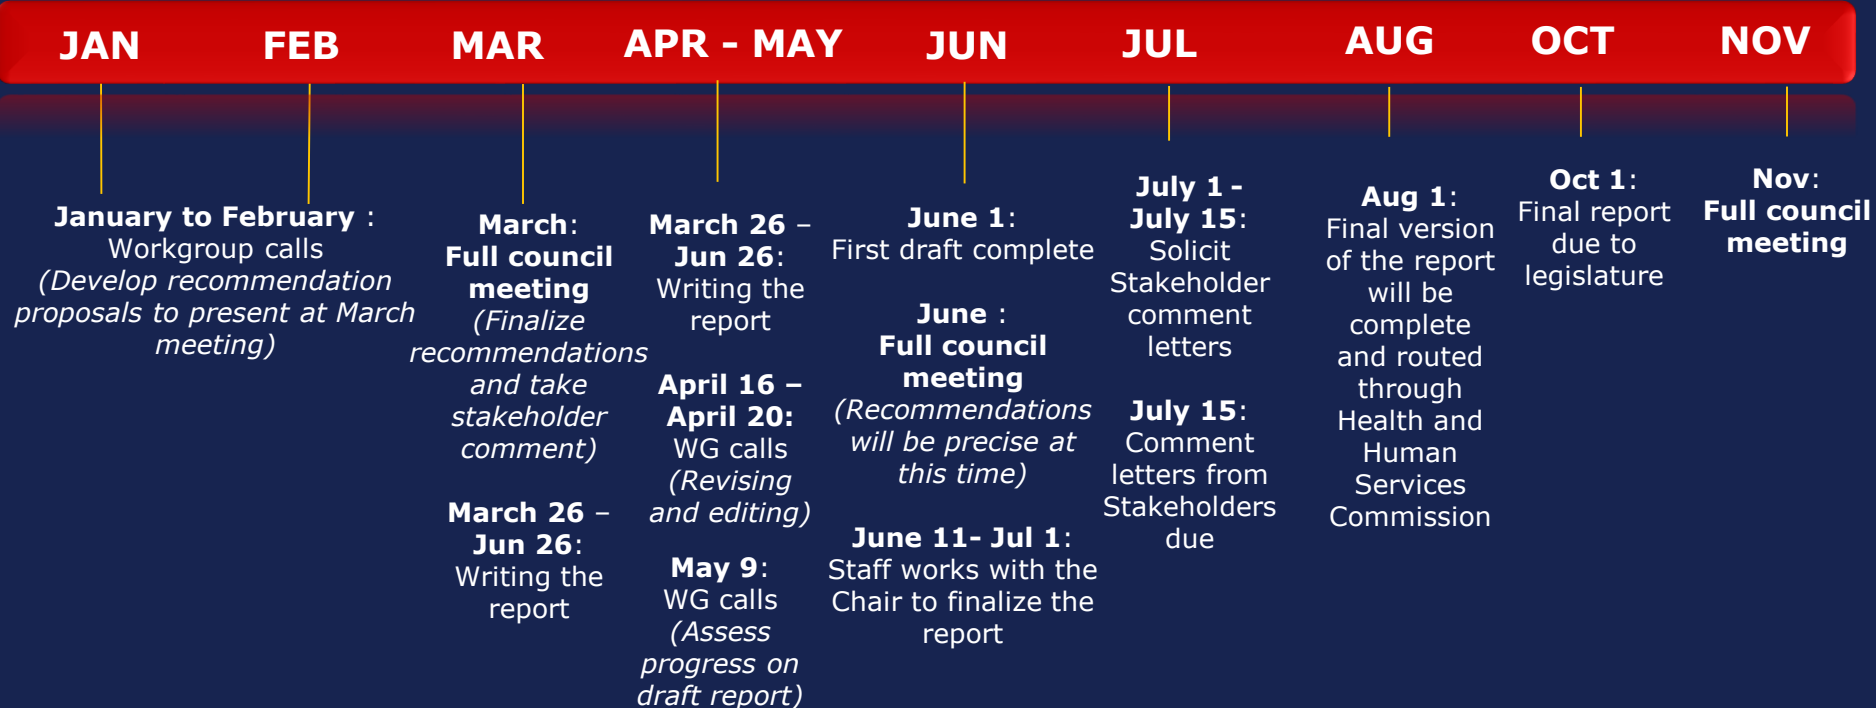 JAN FEB MAR APR - MAY JUN JUL AUG OCT NOV
January to February :
Workgroup calls
(Develop recommendation
proposals to present at March
meeting)
March:
Full council
meeting
(Finalize
recommendations
and take
stakeholder
comment)
March 26 –
Jun 26:
Writing the
report
March 26 –
Jun 26:
Writing the
report
April 16 –
April 20:
WG calls
(Revising
and editing)
May 9:
WG calls
(Assess
progress on
draft report)
June 1:
First draft complete
June :
Full council
meeting
(Recommendations
will be precise at
this time)
June 11- Jul 1:
Staff works with the
Chair to finalize the
report
July 1 -
July 15:
Solicit
Stakeholder
comment
letters
July 15:
Comment
letters from
Stakeholders
due
Aug 1:
Final version
of the report
will be
complete
and routed
through
Health and
Human
Services
Commission
Oct 1:
Final report
due to
legislature
Nov:
Full council
meeting